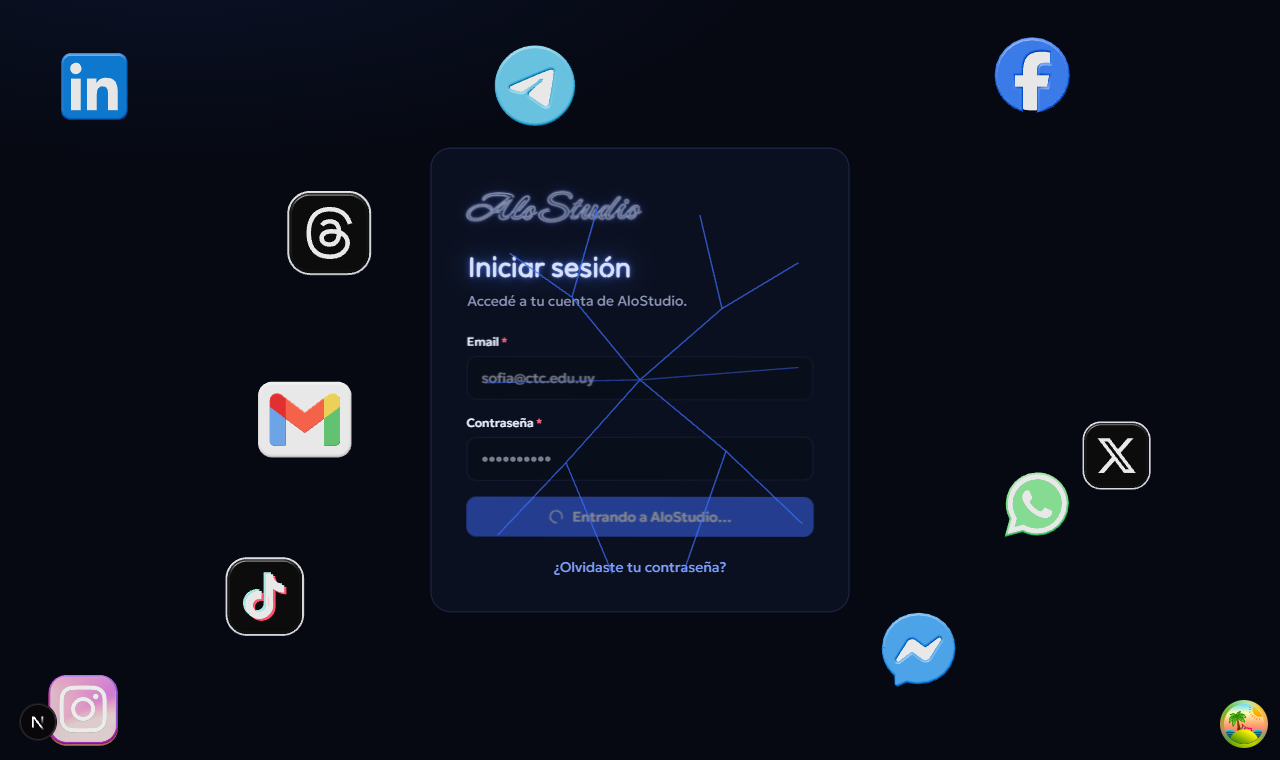 in
f
AloStudio
Iniciar sesión
Accedé a tu cuenta de AloStudio.
Email *
sofia@ctc.edu.uy
Contraseña *
••••••••••
Entrando a AloStudio...
¿Olvidaste tu contraseña?
X
N